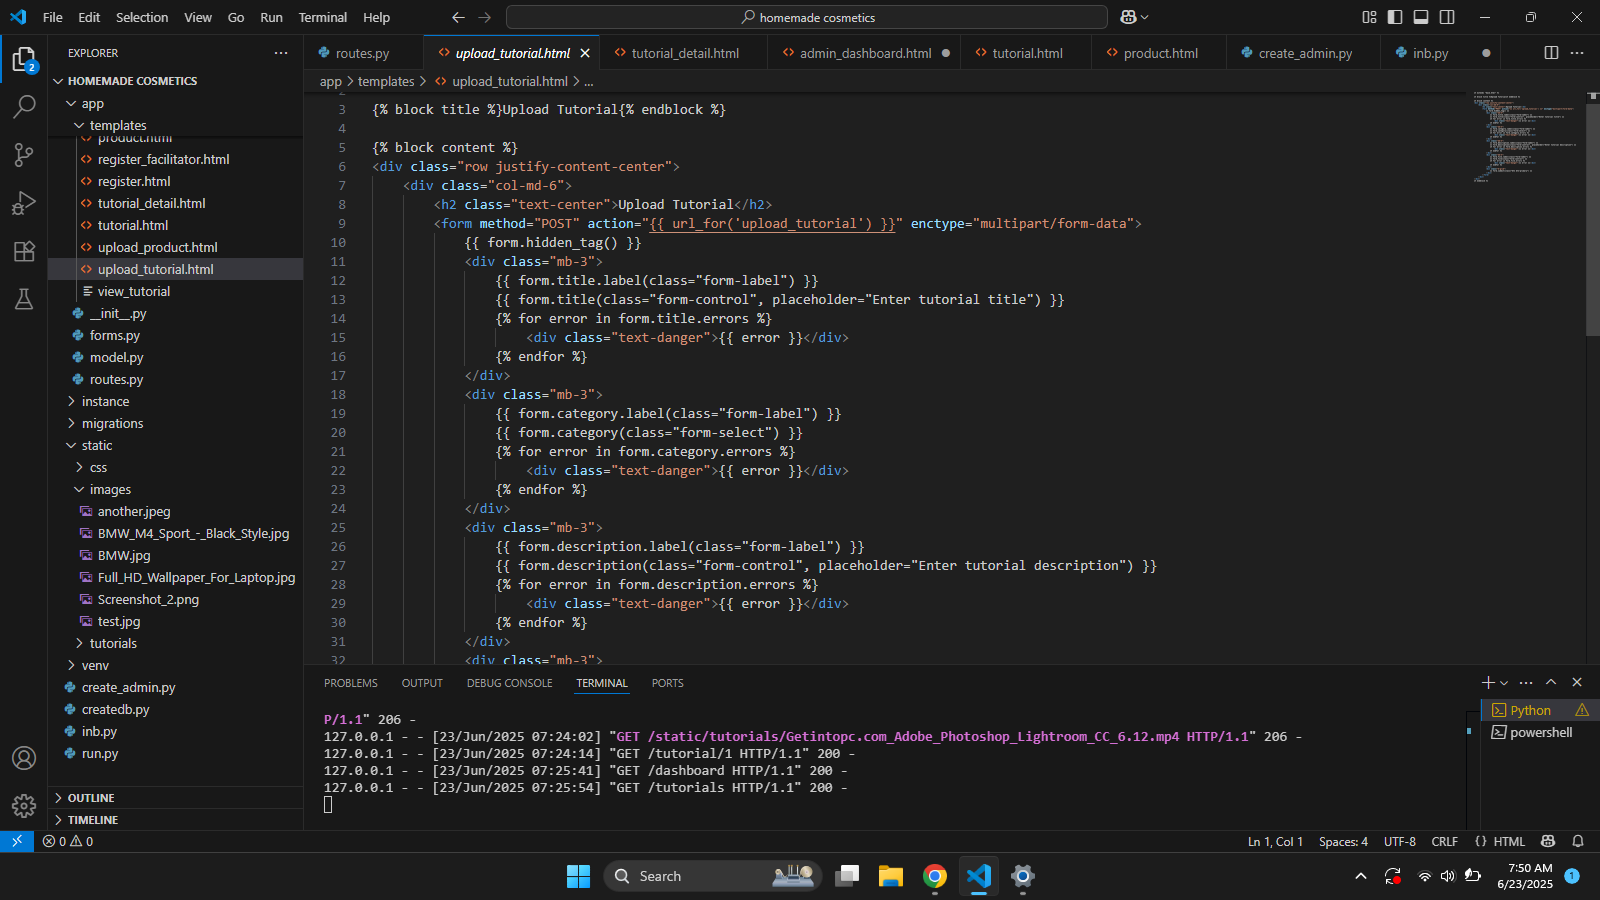 File Edit Selection View Go Run Terminal Help
homemade cosmetics
EXPLORER
routes.py
upload_tutorial.html
tutorial_detail.html
admin_dashboard.html
tutorial.html
product.html
create_admin.py
inb.py
app > templates > upload_tutorial.html > ...
HOMEMADE COSMETICS
app
templates
product.html
register_facilitator.html
register.html
tutorial_detail.html
tutorial.html
upload_product.html
upload_tutorial.html
view_tutorial
__init__.py
forms.py
model.py
routes.py
instance
migrations
static
css
images
another.jpeg
BMW_M4_Sport_-_Black_Style.jpg
BMW.jpg
Full_HD_Wallpaper_For_Laptop.jpg
Screenshot_2.png
test.jpg
tutorials
venv
create_admin.py
createdb.py
inb.py
run.py
OUTLINE
TIMELINE
2
3 {% block title %}Upload Tutorial{% endblock %}
4
5 {% block content %}
6 <div class="row justify-content-center">
7 <div class="col-md-6">
8 <h2 class="text-center">Upload Tutorial</h2>
9 <form method="POST" action="{{ url_for('upload_tutorial') }}" enctype="multipart/form-data">
10 {{ form.hidden_tag() }}
11 <div class="mb-3">
12 {{ form.title.label(class="form-label") }}
13 {{ form.title(class="form-control", placeholder="Enter tutorial title") }}
14 {% for error in form.title.errors %}
15 <div class="text-danger">{{ error }}</div>
16 {% endfor %}
17 </div>
18 <div class="mb-3">
19 {{ form.category.label(class="form-label") }}
20 {{ form.category(class="form-select") }}
21 {% for error in form.category.errors %}
22 <div class="text-danger">{{ error }}</div>
23 {% endfor %}
24 </div>
25 <div class="mb-3">
26 {{ form.description.label(class="form-label") }}
27 {{ form.description(class="form-control", placeholder="Enter tutorial description") }}
28 {% for error in form.description.errors %}
29 <div class="text-danger">{{ error }}</div>
30 {% endfor %}
31 </div>
32 <div class="mb-3">
PROBLEMS OUTPUT DEBUG CONSOLE TERMINAL PORTS
P/1.1" 206 -
127.0.0.1 - - [23/Jun/2025 07:24:02] "GET /static/tutorials/Getintopc.com_Adobe_Photoshop_Lightroom_CC_6.12.mp4 HTTP/1.1" 206 -
127.0.0.1 - - [23/Jun/2025 07:24:14] "GET /tutorial/1 HTTP/1.1" 200 -
127.0.0.1 - - [23/Jun/2025 07:25:41] "GET /dashboard HTTP/1.1" 200 -
127.0.0.1 - - [23/Jun/2025 07:25:54] "GET /tutorials HTTP/1.1" 200 -
Python
powershell
0 0
Ln 1, Col 1 Spaces: 4 UTF-8 CRLF {} HTML
Search
7:50 AM
6/23/2025
1